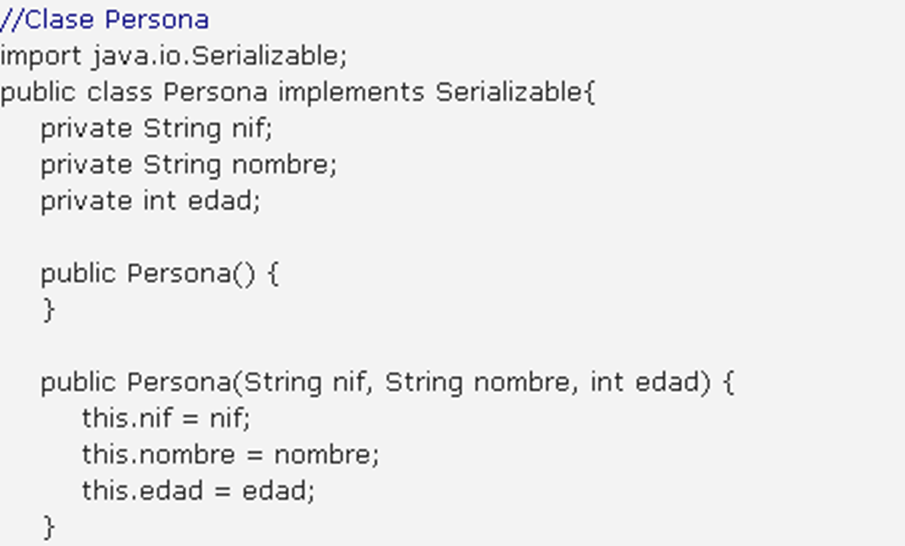 //Clase Persona
import java.io.Serializable;
public class Persona implements Serializable{
private String nif;
private String nombre;
private int edad;
public Persona() {
}
public Persona(String nif, String nombre, int edad) {
this.nif = nif;
this.nombre = nombre;
this.edad = edad;
}